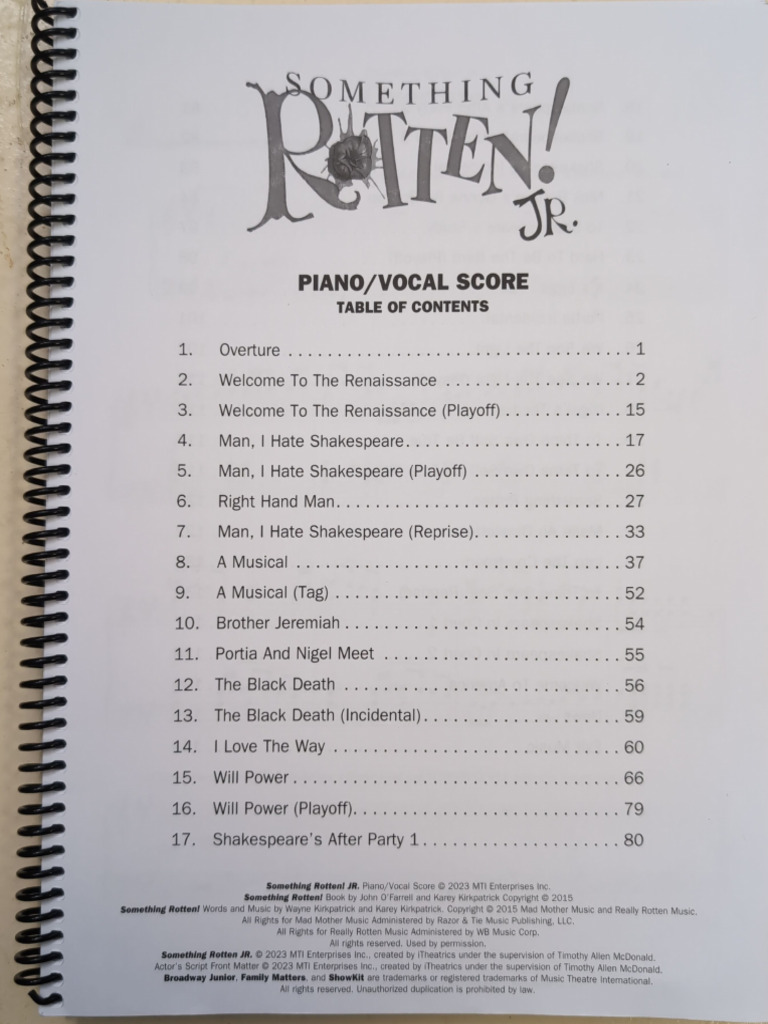 SOMETHING
ROTTEN!
JR.
PIANO/VOCAL SCORE
TABLE OF CONTENTS
1. Overture . . . . . . . . . . . . . . . . . . . . . . . . . . . . . . . . . 1
2. Welcome To The Renaissance . . . . . . . . . . . . . . . . . 2
3. Welcome To The Renaissance (Playoff) . . . . . . . . . . . . 15
4. Man, I Hate Shakespeare. . . . . . . . . . . . . . . . . . . . . 17
5. Man, I Hate Shakespeare (Playoff) . . . . . . . . . . . . . . 26
6. Right Hand Man. . . . . . . . . . . . . . . . . . . . . . . . . . . 27
7. Man, I Hate Shakespeare (Reprise). . . . . . . . . . . . . . 33
8. A Musical . . . . . . . . . . . . . . . . . . . . . . . . . . . . . . 37
9. A Musical (Tag) . . . . . . . . . . . . . . . . . . . . . . . . . . . 52
10. Brother Jeremiah . . . . . . . . . . . . . . . . . . . . . . . . . . 54
11. Portia And Nigel Meet . . . . . . . . . . . . . . . . . . . . . . 55
12. The Black Death . . . . . . . . . . . . . . . . . . . . . . . . . . 56
13. The Black Death (Incidental). . . . . . . . . . . . . . . . . . . 59
14. I Love The Way . . . . . . . . . . . . . . . . . . . . . . . . . . . 60
15. Will Power . . . . . . . . . . . . . . . . . . . . . . . . . . . . . . 66
16. Will Power (Playoff). . . . . . . . . . . . . . . . . . . . . . . . . 79
17. Shakespeare's After Party 1 . . . . . . . . . . . . . . . . . . . 80
Something Rotten! JR. Piano/Vocal Score © 2023 MTI Enterprises Inc.
Something Rotten! Book by John O'Farrell and Karey Kirkpatrick Copyright © 2015
Something Rotten! Words and Music by Wayne Kirkpatrick and Karey Kirkpatrick. Copyright © 2015 Mad Mother Music and Really Rotten Music.
All Rights for Mad Mother Music Administered by Razor & Tie Music Publishing, LLC.
All Rights for Really Rotten Music Administered by WB Music Corp.
All rights reserved. Used by permission.
Something Rotten JR. © 2023 MTI Enterprises Inc., created by iTheatrics under the supervision of Timothy Allen McDonald.
Actor's Script Front Matter © 2023 MTI Enterprises Inc., created by iTheatrics under the supervision of Timothy Allen McDonald.
Broadway Junior, Family Matters, and ShowKit are trademarks or registered trademarks of Music Theatre International.
All rights reserved. Unauthorized duplication is prohibited by law.